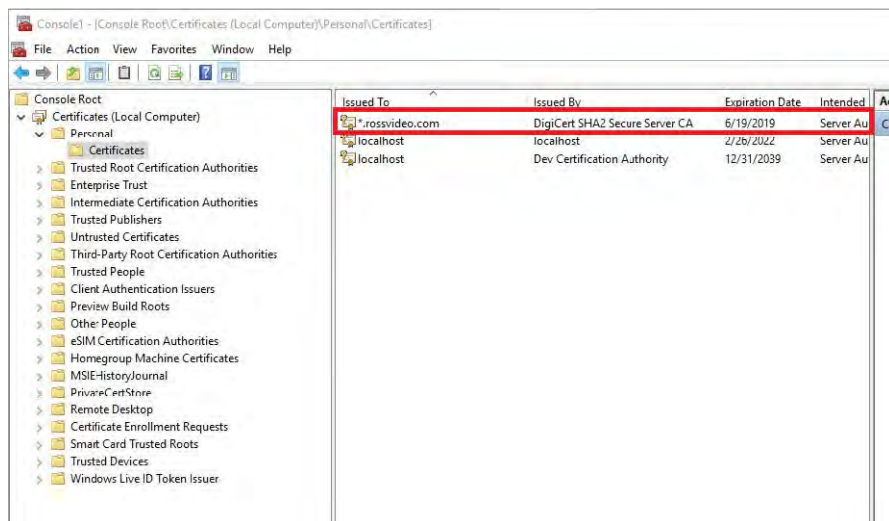 Console1 - [Console Root\Certificates (Local Computer)\Personal\Certificates]
File Action View Favorites Window Help
Console Root
Certificates (Local Computer)
Personal
Certificates
Trusted Root Certification Authorities
Enterprise Trust
Intermediate Certification Authorities
Trusted Publishers
Untrusted Certificates
Third-Party Root Certification Authorities
Trusted People
Client Authentication Issuers
Preview Build Roots
Other People
eSIM Certification Authorities
Homegroup Machine Certificates
MSIEHistoryJournal
PrivateCertStore
Remote Desktop
Certificate Enrollment Requests
Smart Card Trusted Roots
Trusted Devices
Windows Live ID Token Issuer
Issued To Issued By Expiration Date Intended
*.rossvideo.com DigiCert SHA2 Secure Server CA 6/19/2019 Server Au
localhost localhost 2/26/2022 Server Au
localhost Dev Certification Authority 12/31/2039 Server Au
A
C